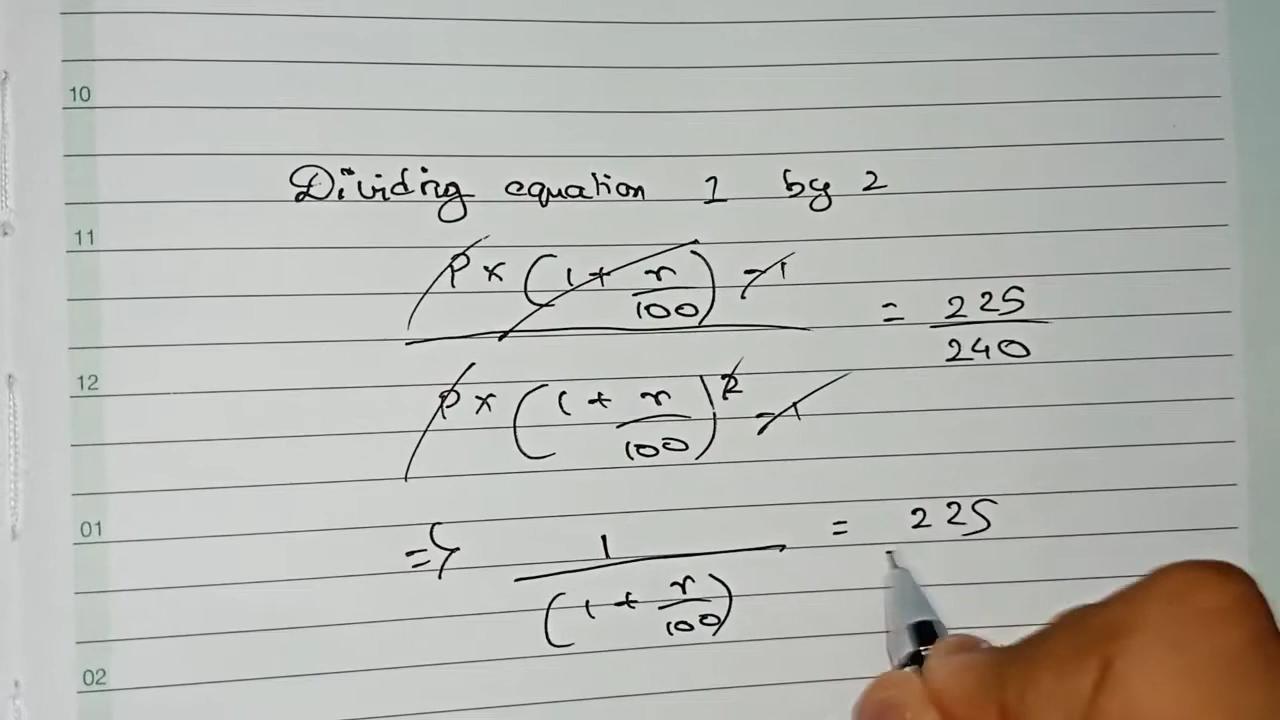 10
Dividing equation 1 by 2
11
P x (1 + r/100) - 1 = 225/240
12
P x (1 + r/100)^2 - 1
01
=> 1/(1 + r/100) = 225
02